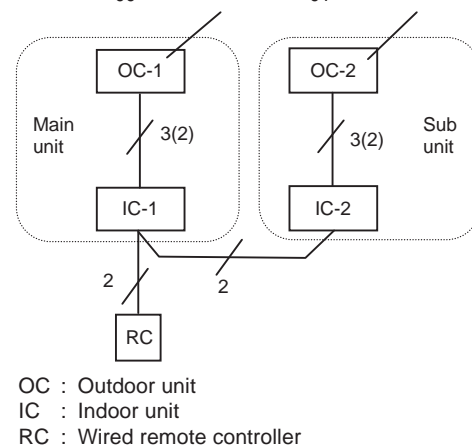 OC-1 OC-2
Main unit
3(2)
3(2)
Sub unit
IC-1 IC-2
2
2
RC
OC : Outdoor unit
IC : Indoor unit
RC : Wired remote controller